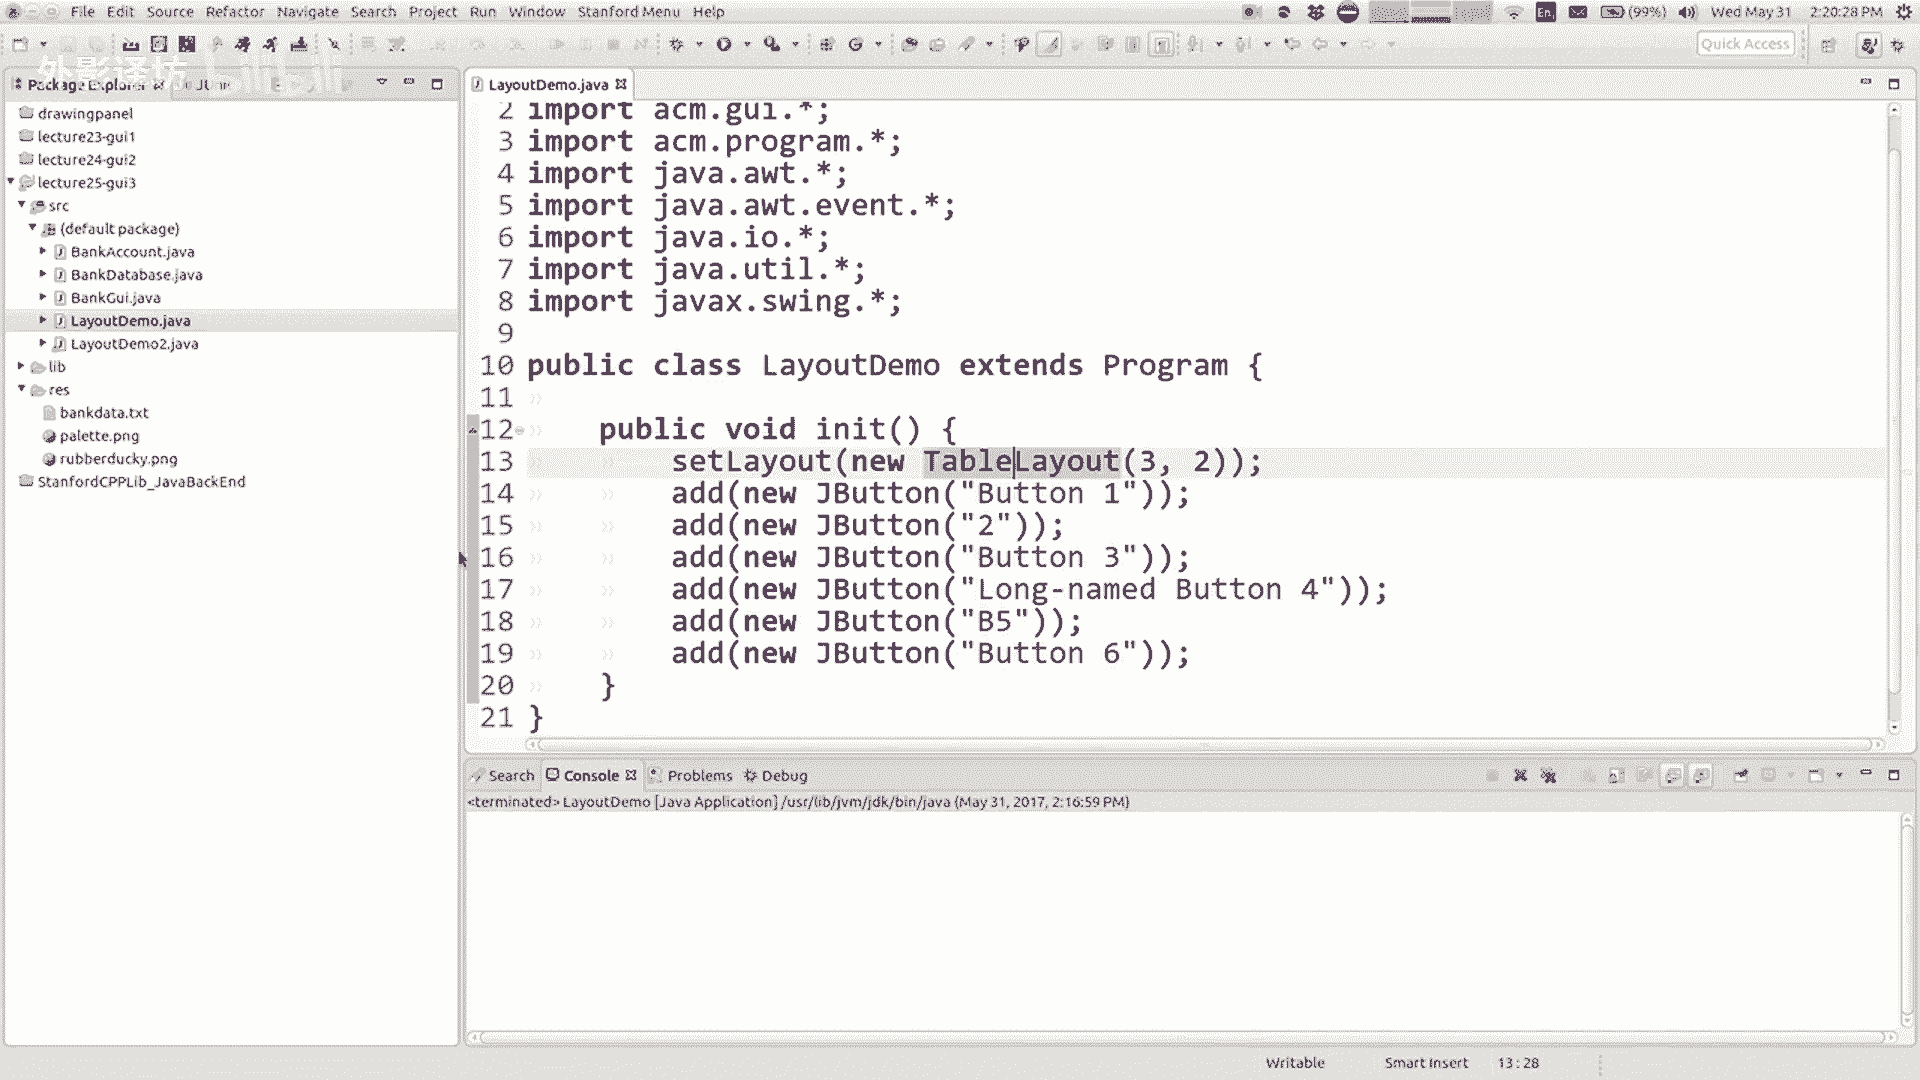 File Edit Source Refactor Navigate Search Project Run Window Stanford Menu Help
En
(99%)
Wed May 31 2:20:28 PM
Quick Access
外影译坊
Package Explorer
LayoutDemo.java
drawingpanel
lecture23-gui1
lecture24-gui2
lecture25-gui3
src
(default package)
BankAccount.java
BankDatabase.java
BankGui.java
LayoutDemo.java
LayoutDemo2.java
lib
res
bankdata.txt
palette.png
rubberducky.png
StanfordCPPLib_JavaBackEnd
2 import acm.gui.*;
3 import acm.program.*;
4 import java.awt.*;
5 import java.awt.event.*;
6 import java.io.*;
7 import java.util.*;
8 import javax.swing.*;
9
10 public class LayoutDemo extends Program {
11
12 public void init() {
13 setLayout(new TableLayout(3, 2));
14 add(new JButton("Button 1"));
15 add(new JButton("2"));
16 add(new JButton("Button 3"));
17 add(new JButton("Long-named Button 4"));
18 add(new JButton("B5"));
19 add(new JButton("Button 6"));
20 }
21 }
Search Console Problems Debug
<terminated> LayoutDemo [Java Application] /usr/lib/jvm/jdk/bin/java (May 31, 2017, 2:16:59 PM)
Writable Smart Insert 13:28